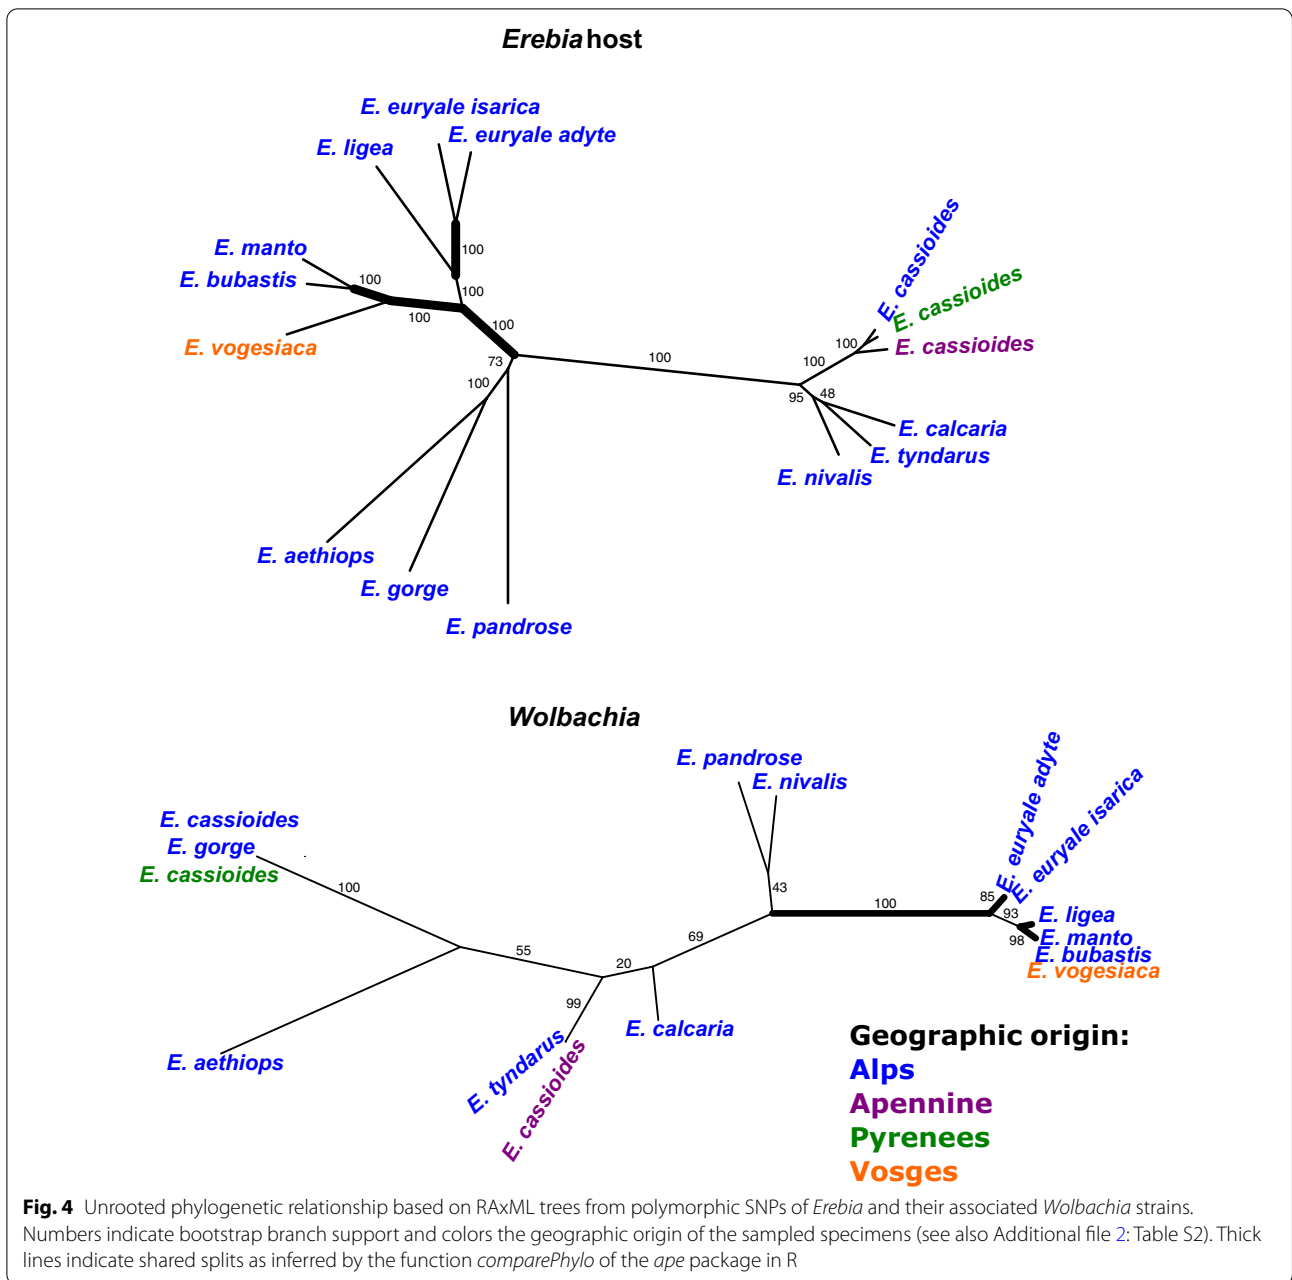 Erebia host
E. euryale isarica
E. euryale adyte
E. ligea
E. manto
E. bubastis
E. vogesiaca
E. cassioides
E. cassioides
E. cassioides
E. calcaria
E. tyndarus
E. nivalis
E. aethiops
E. gorge
E. pandrose
100
100
100
100
100
73
100
100
100
100
95
48
Wolbachia
E. pandrose
E. nivalis
E. euryale adyte
E. euryale isarica
E. cassioides
E. gorge
E. cassioides
E. ligea
E. manto
E. bubastis
E. vogesiaca
E. aethiops
E. tyndarus
E. cassioides
E. calcaria
100
55
99
20
69
43
100
85
93
98
Geographic origin:
Alps
Apennine
Pyrenees
Vosges
Fig. 4 Unrooted phylogenetic relationship based on RAxML trees from polymorphic SNPs of Erebia and their associated Wolbachia strains.
Numbers indicate bootstrap branch support and colors the geographic origin of the sampled specimens (see also Additional file 2: Table S2). Thick
lines indicate shared splits as inferred by the function comparePhylo of the ape package in R